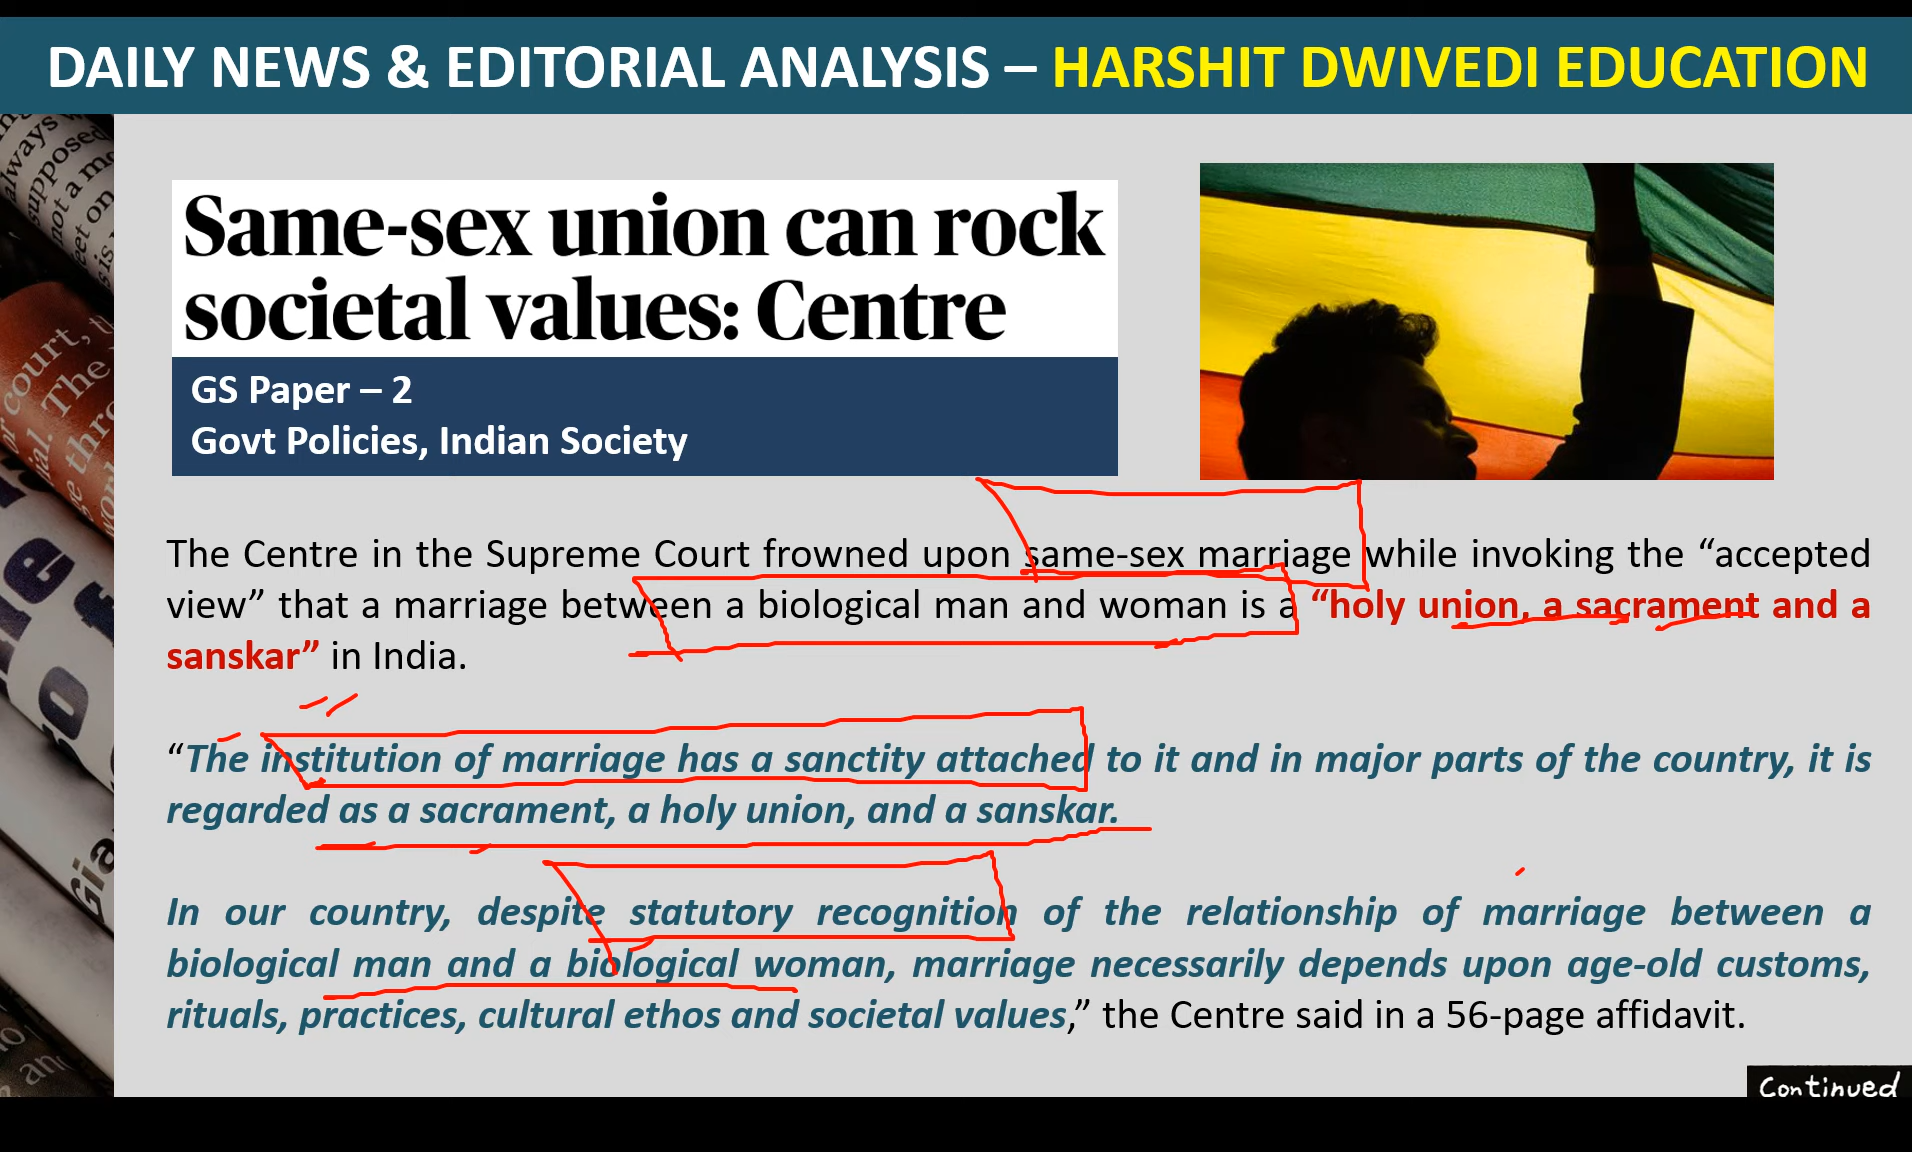 DAILY NEWS & EDITORIAL ANALYSIS – HARSHIT DWIVEDI EDUCATION
Same-sex union can rock
societal values: Centre
GS Paper – 2
Govt Policies, Indian Society
The Centre in the Supreme Court frowned upon same-sex marriage while invoking the “accepted
view” that a marriage between a biological man and woman is a “holy union, a sacrament and a
sanskar” in India.
“The institution of marriage has a sanctity attached to it and in major parts of the country, it is
regarded as a sacrament, a holy union, and a sanskar.
In our country, despite statutory recognition of the relationship of marriage between a
biological man and a biological woman, marriage necessarily depends upon age-old customs,
rituals, practices, cultural ethos and societal values,” the Centre said in a 56-page affidavit.
Continued
always
supposed
not a
court,
The